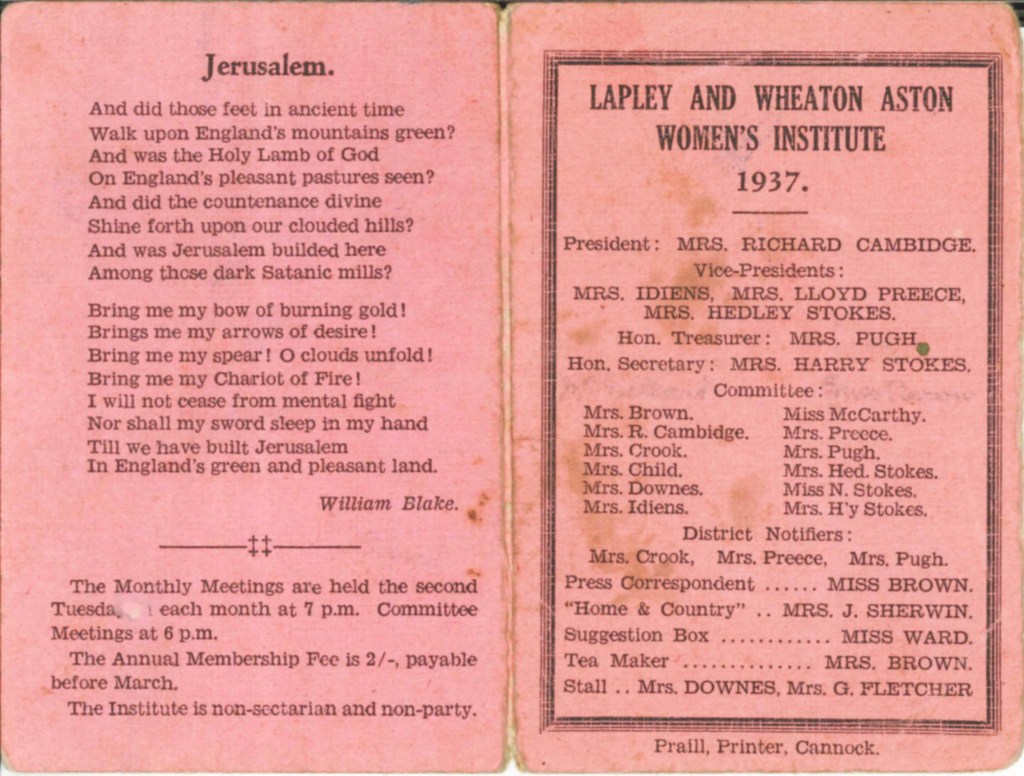 Jerusalem.
And did those feet in ancient time
Walk upon England's mountains green?
And was the Holy Lamb of God
On England's pleasant pastures seen?
And did the countenance divine
Shine forth upon our clouded hills?
And was Jerusalem builded here
Among those dark Satanic mills?
Bring me my bow of burning gold!
Brings me my arrows of desire!
Bring me my spear! O clouds unfold!
Bring me my Chariot of Fire!
I will not cease from mental fight
Nor shall my sword sleep in my hand
Till we have built Jerusalem
In England's green and pleasant land.
William Blake.
‡‡
The Monthly Meetings are held the second
Tuesda each month at 7 p.m. Committee
Meetings at 6 p.m.
The Annual Membership Fee is 2/-, payable
before March.
The Institute is non-sectarian and non-party.
LAPLEY AND WHEATON ASTON
WOMEN'S INSTITUTE
1937.
President: MRS. RICHARD CAMBIDGE.
Vice-Presidents:
MRS. IDIENS, MRS. LLOYD PREECE,
MRS. HEDLEY STOKES.
Hon. Treasurer: MRS. PUGH
Hon. Secretary: MRS. HARRY STOKES.
Committee:
Mrs. Brown. Miss McCarthy.
Mrs. R. Cambidge. Mrs. Preece.
Mrs. Crook. Mrs. Pugh.
Mrs. Child. Mrs. Hed. Stokes.
Mrs. Downes. Miss N. Stokes.
Mrs. Idiens. Mrs. H'y Stokes.
District Notifiers:
Mrs. Crook, Mrs. Preece, Mrs. Pugh.
Press Correspondent ...... MISS BROWN.
"Home & Country" .. MRS. J. SHERWIN.
Suggestion Box ............ MISS WARD.
Tea Maker .............. MRS. BROWN.
Stall .. Mrs. DOWNES, Mrs. G. FLETCHER
Praill, Printer, Cannock.